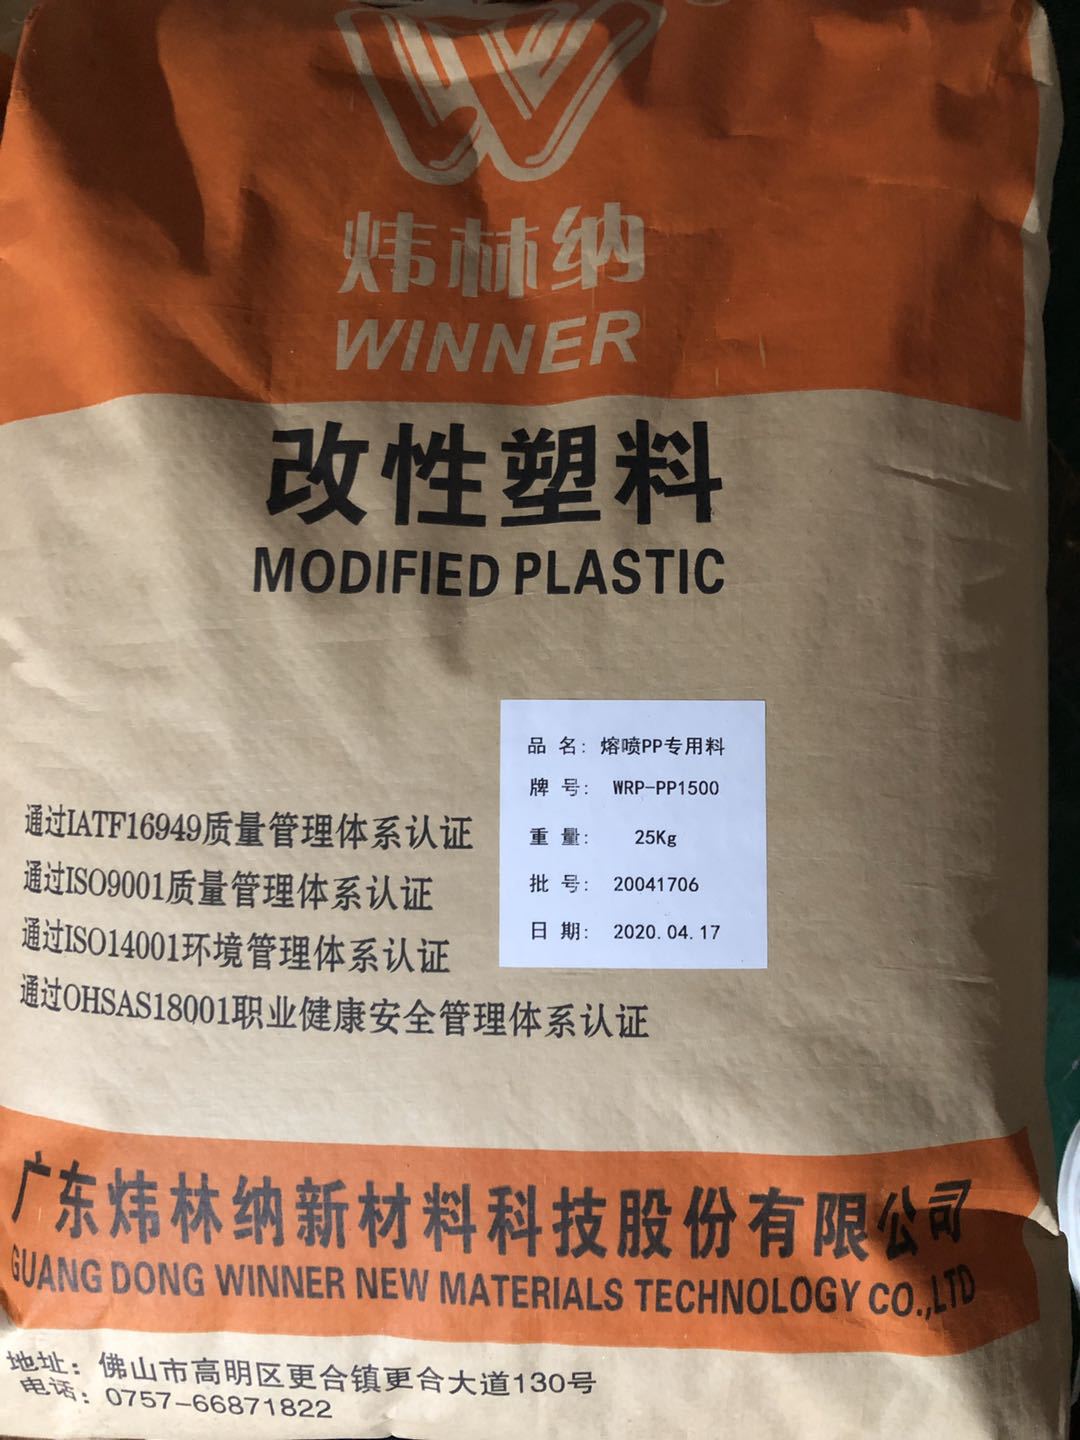 炜林纳
WINNER
改性塑料
MODIFIED PLASTIC
品 名: 熔喷PP专用料
牌 号: WRP-PP1500
重 量: 25Kg
批 号: 20041706
日 期: 2020.04.17
通过IATF16949质量管理体系认证
通过ISO9001质量管理体系认证
通过ISO14001环境管理体系认证
通过OHSAS18001职业健康安全管理体系认证
广东炜林纳新材料科技股份有限公司
GUANG DONG WINNER NEW MATERIALS TECHNOLOGY CO.,LTD
地址: 佛山市高明区更合镇更合大道130号
电话: 0757-66871822